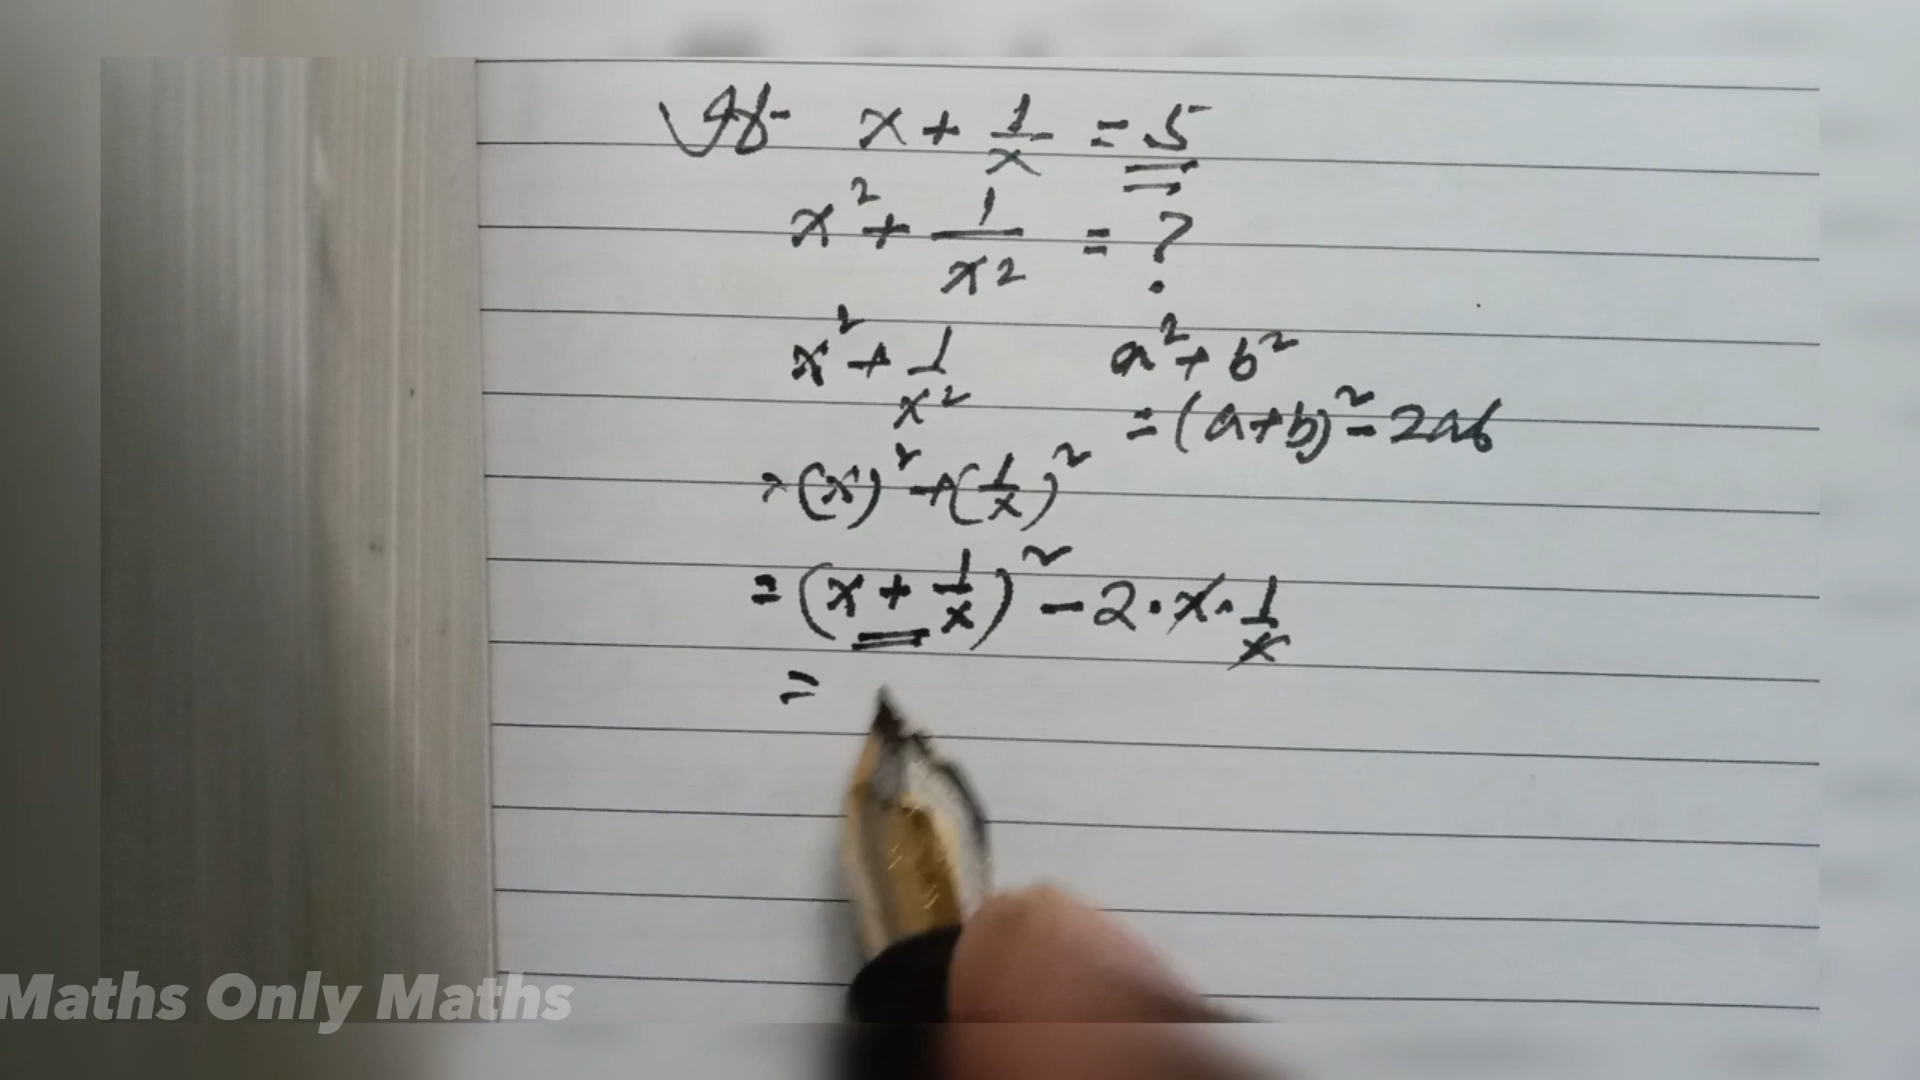 If x + 1/x = 5
x² + 1/x² = ?
x² + 1/x² a² + b²
= (a+b)² - 2ab
= (x)² + (1/x)²
= (x + 1/x)² - 2 · x · 1/x
=
Maths Only Maths